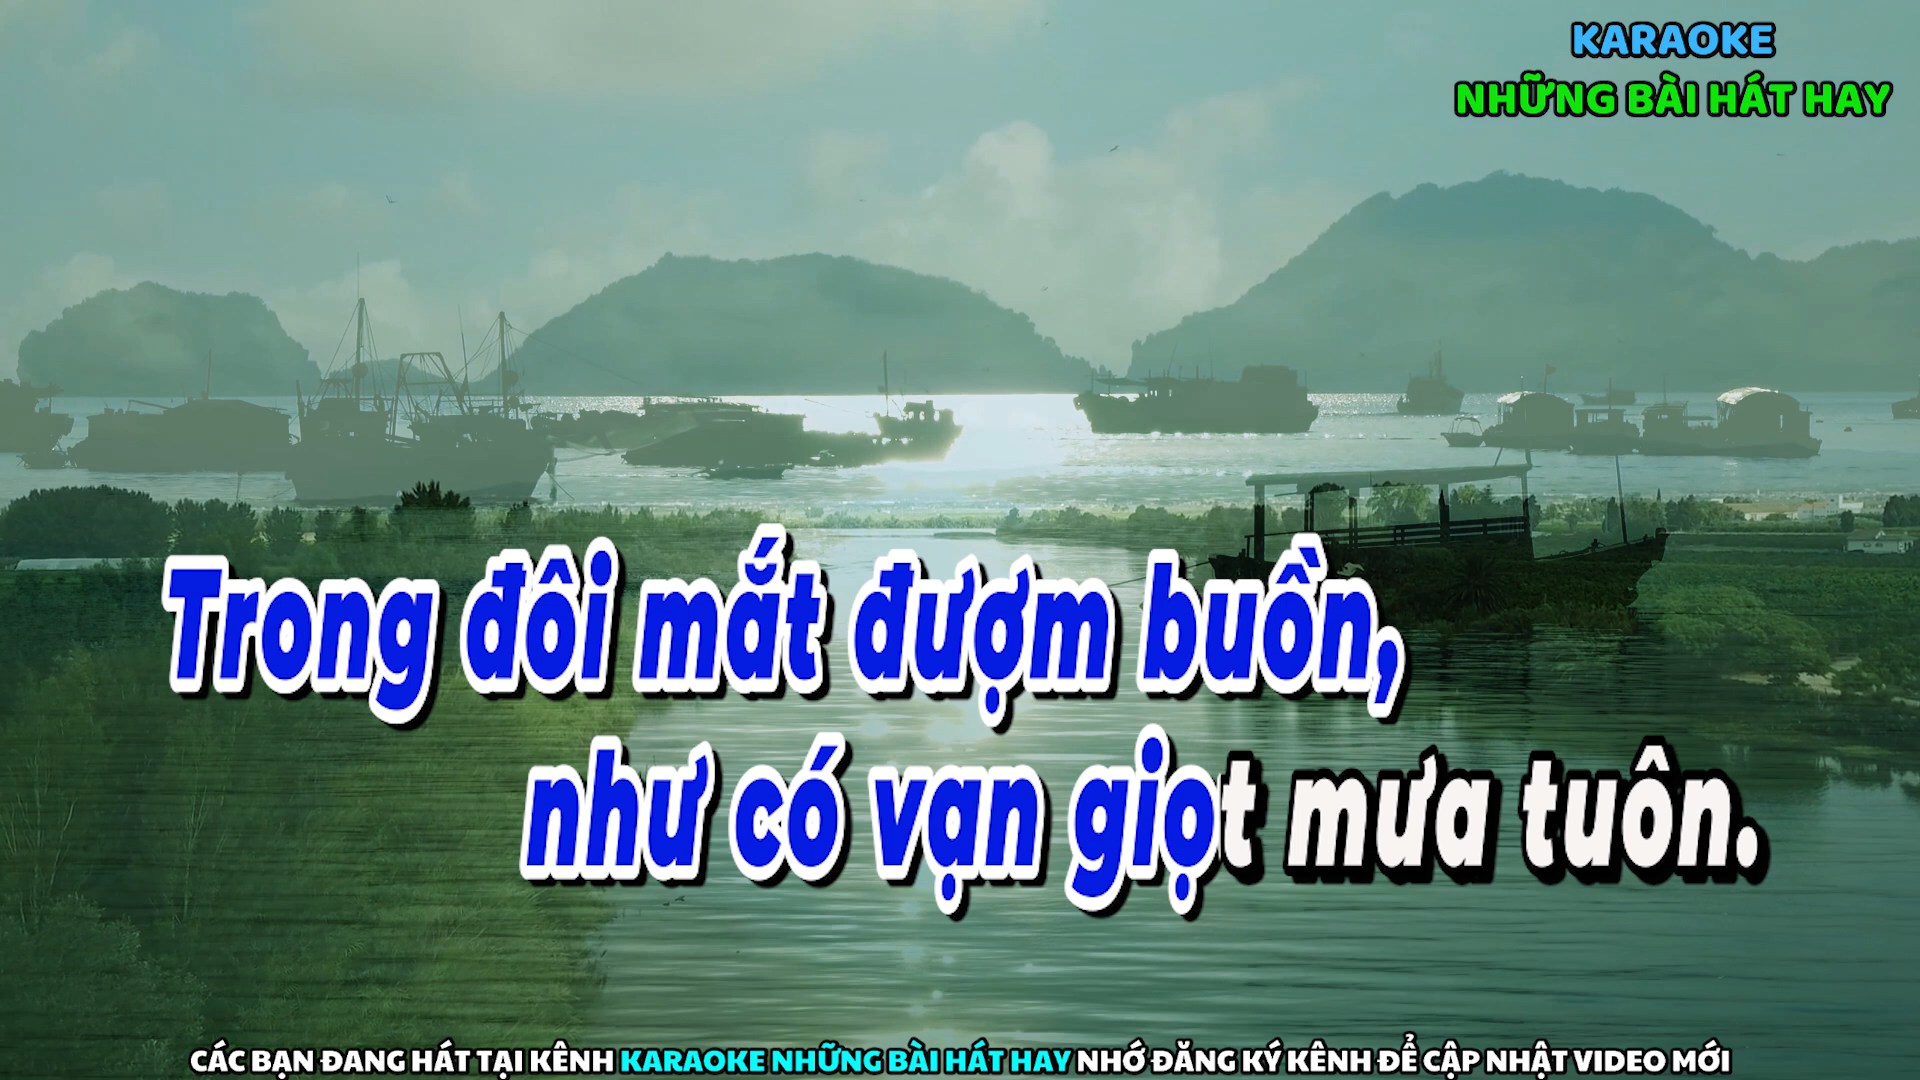 KARAOKE
NHỮNG BÀI HÁT HAY
Trong đôi mắt đượm buồn,
như có vạn giọt mưa tuôn.
CÁC BẠN ĐANG HÁT TẠI KÊNH KARAOKE NHỮNG BÀI HÁT HAY NHỚ ĐĂNG KÝ KÊNH ĐỂ CẬP NHẬT VIDEO MỚI